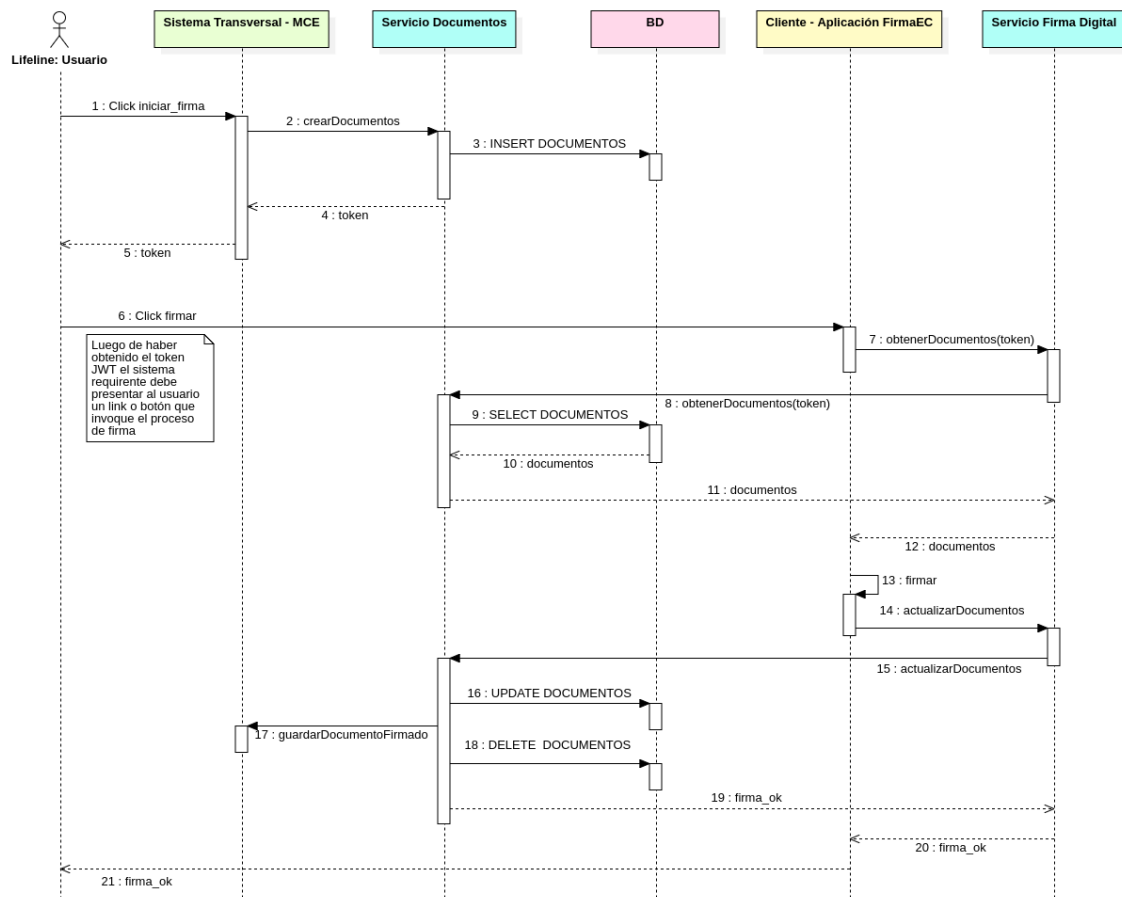 Sistema Transversal - MCE
Servicio Documentos
BD
Cliente - Aplicación FirmaEC
Servicio Firma Digital
Lifeline: Usuario
1 : Click iniciar_firma
2 : crearDocumentos
3 : INSERT DOCUMENTOS
4 : token
5 : token
6 : Click firmar
Luego de haber
obtenido el token
JWT el sistema
requirente debe
presentar al usuario
un link o botón que
invoque el proceso
de firma
7 : obtenerDocumentos(token)
8 : obtenerDocumentos(token)
9 : SELECT DOCUMENTOS
10 : documentos
11 : documentos
12 : documentos
13 : firmar
14 : actualizarDocumentos
15 : actualizarDocumentos
16 : UPDATE DOCUMENTOS
17 : guardarDocumentoFirmado
18 : DELETE  DOCUMENTOS
19 : firma_ok
20 : firma_ok
21 : firma_ok